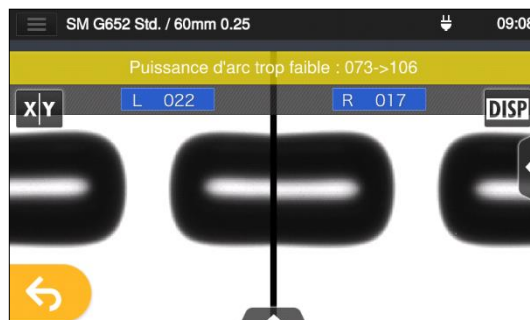 SM G652 Std. / 60mm 0.25
09:08
Puissance d'arc trop faible : 073->106
L 022
R 017
X|Y
DISP